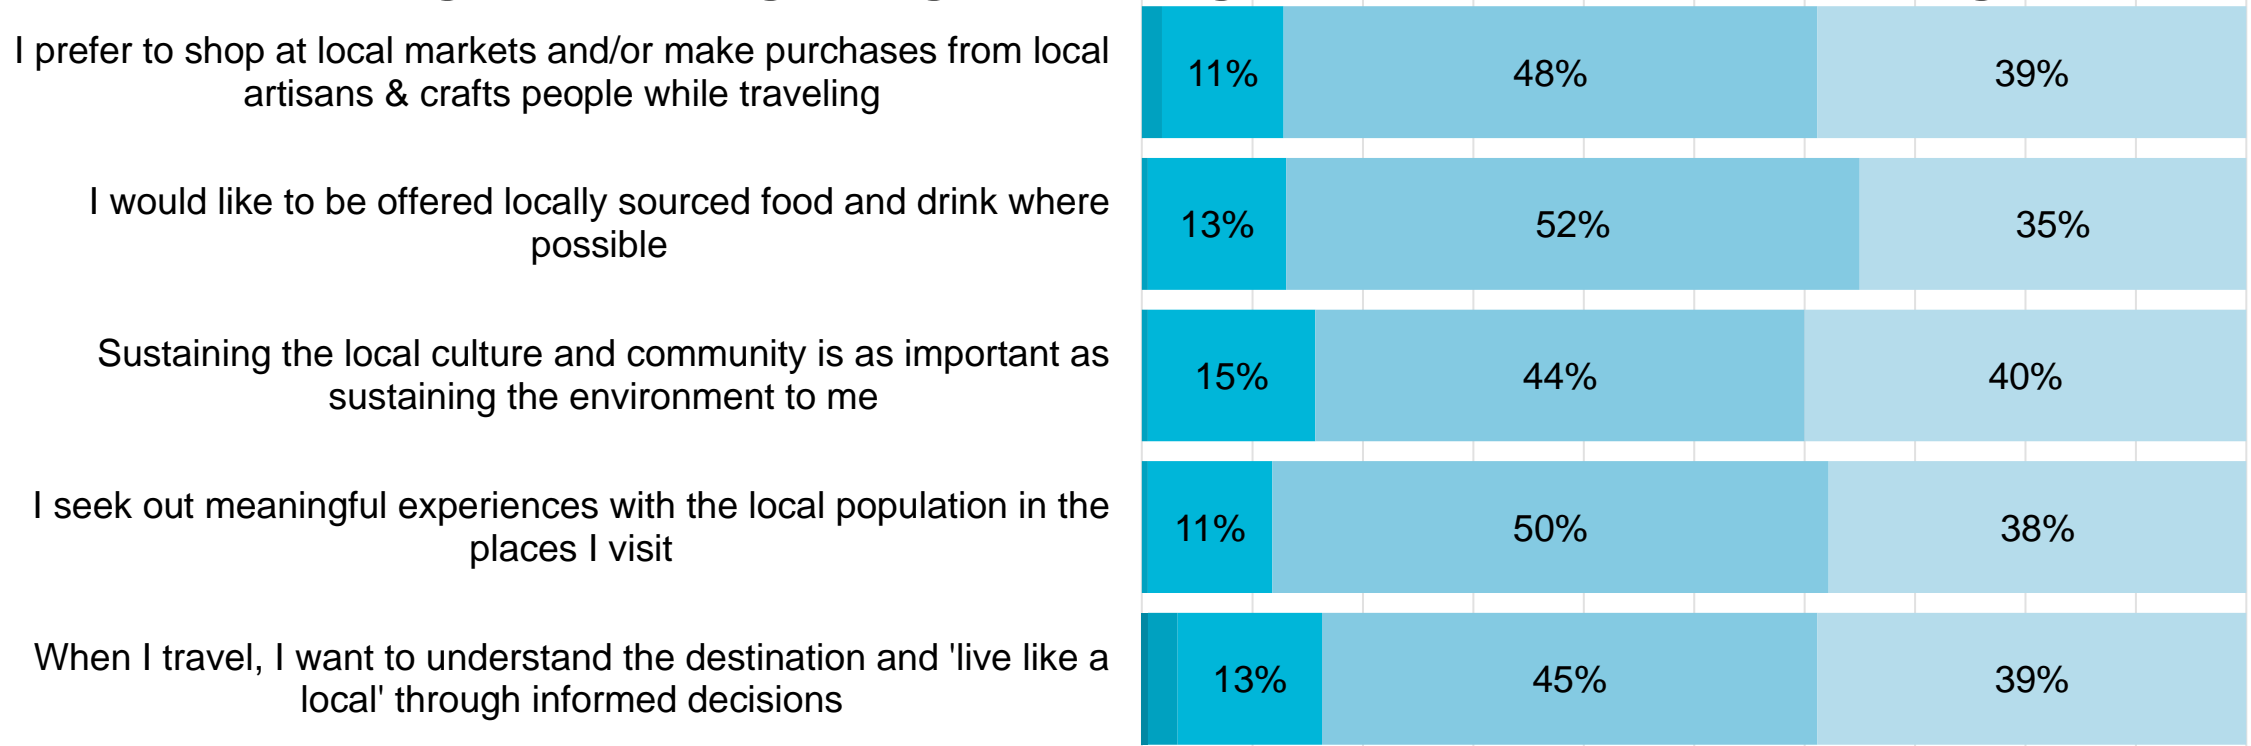 I prefer to shop at local markets and/or make purchases from local
artisans & crafts people while traveling
11%
48%
39%
I would like to be offered locally sourced food and drink where
possible
13%
52%
35%
Sustaining the local culture and community is as important as
sustaining the environment to me
15%
44%
40%
I seek out meaningful experiences with the local population in the
places I visit
11%
50%
38%
When I travel, I want to understand the destination and 'live like a
local' through informed decisions
13%
45%
39%